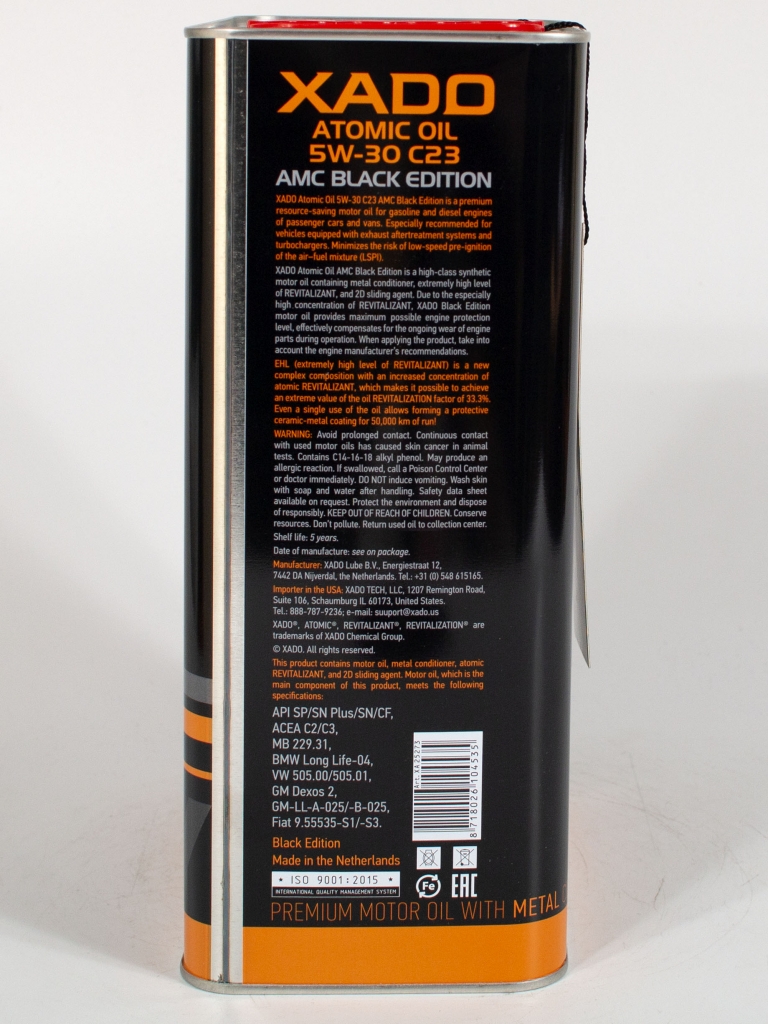 XADO
ATOMIC OIL
5W-30 C23
AMC BLACK EDITION
XADO Atomic Oil 5W-30 C23 AMC Black Edition is a premium
resource-saving motor oil for gasoline and diesel engines
of passenger cars and vans. Especially recommended for
vehicles equipped with exhaust aftertreatment systems and
turbochargers. Minimizes the risk of low-speed pre-ignition
of the air–fuel mixture (LSPI).
XADO Atomic Oil AMC Black Edition is a high-class synthetic
motor oil containing metal conditioner, extremely high level
of REVITALIZANT, and 2D sliding agent. Due to the especially
high concentration of REVITALIZANT, XADO Black Edition
motor oil provides maximum possible engine protection
level, effectively compensates for the ongoing wear of engine
parts during operation. When applying the product, take into
account the engine manufacturer's recommendations.
EHL (extremely high level of REVITALIZANT) is a new
complex composition with an increased concentration of
atomic REVITALIZANT, which makes it possible to achieve
an extreme value of the oil REVITALIZATION factor of 33.3%.
Even a single use of the oil allows forming a protective
ceramic-metal coating for 50,000 km of run!
WARNING: Avoid prolonged contact. Continuous contact
with used motor oils has caused skin cancer in animal
tests. Contains C14-16-18 alkyl phenol. May produce an
allergic reaction. If swallowed, call a Poison Control Center
or doctor immediately. DO NOT induce vomiting. Wash skin
with soap and water after handling. Safety data sheet
available on request. Protect the environment and dispose
of responsibly. KEEP OUT OF REACH OF CHILDREN. Conserve
resources. Don't pollute. Return used oil to collection center.
Shelf life: 5 years.
Date of manufacture: see on package.
Manufacturer: XADO Lube B.V., Energiestraat 12,
7442 DA Nijverdal, the Netherlands. Tel.: +31 (0) 548 615165.
Importer in the USA: XADO TECH, LLC, 1207 Remington Road,
Suite 106, Schaumburg IL 60173, United States.
Tel.: 888-787-9236; e-mail: suuport@xado.us
XADO®, ATOMIC®, REVITALIZANT®, REVITALIZATION® are
trademarks of XADO Chemical Group.
© XADO. All rights reserved.
This product contains motor oil, metal conditioner, atomic
REVITALIZANT, and 2D sliding agent. Motor oil, which is the
main component of this product, meets the following
specifications:
API SP/SN Plus/SN/CF,
ACEA C2/C3,
MB 229.31,
BMW Long Life-04,
VW 505.00/505.01,
GM Dexos 2,
GM-LL-A-025/-B-025,
Fiat 9.55535-S1/-S3.
Art. XA 25273
8 718026 104535
Black Edition
Made in the Netherlands
★ ISO 9001:2015 ★
INTERNATIONAL QUALITY MANAGEMENT SYSTEM
Fe
EAC
PREMIUM MOTOR OIL WITH METAL